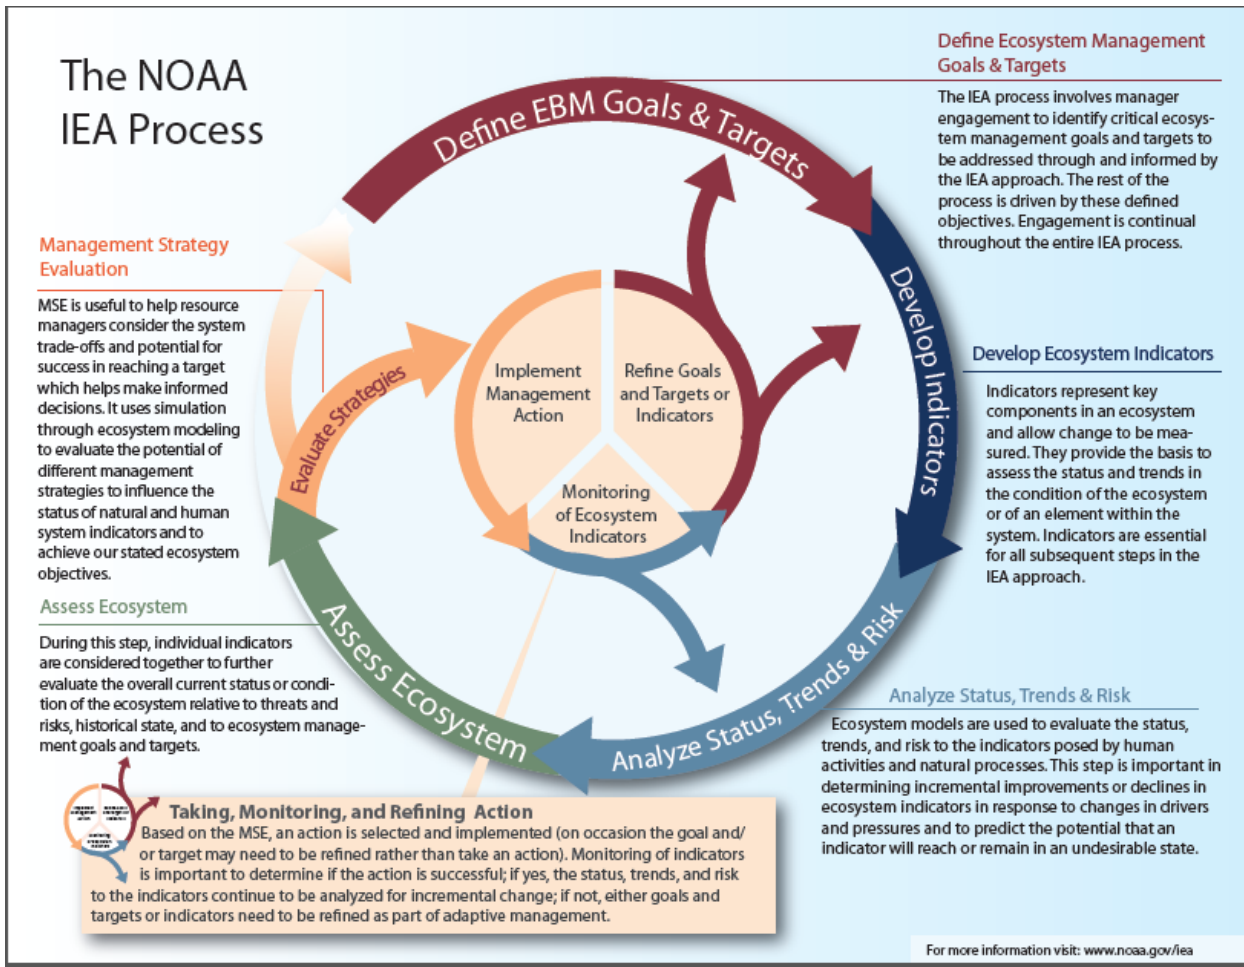 The NOAA
IEA Process
Define EBM Goals & Targets
Develop Indicators
Analyze Status, Trends & Risk
Assess Ecosystem
Evaluate Strategies
Implement
Management
Action
Refine Goals
and Targets or
Indicators
Monitoring
of Ecosystem
Indicators
Define Ecosystem Management
Goals & Targets
The IEA process involves manager
engagement to identify critical ecosys-
tem management goals and targets to
be addressed through and informed by
the IEA approach. The rest of the
process is driven by these defined
objectives. Engagement is continual
throughout the entire IEA process.
Develop Ecosystem Indicators
Indicators represent key
components in an ecosystem
and allow change to be mea-
sured. They provide the basis to
assess the status and trends in
the condition of the ecosystem
or of an element within the
system. Indicators are essential
for all subsequent steps in the
IEA approach.
Analyze Status, Trends & Risk
Ecosystem models are used to evaluate the status,
trends, and risk to the indicators posed by human
activities and natural processes. This step is important in
determining incremental improvements or declines in
ecosystem indicators in response to changes in drivers
and pressures and to predict the potential that an
indicator will reach or remain in an undesirable state.
Management Strategy
Evaluation
MSE is useful to help resource
managers consider the system
trade-offs and potential for
success in reaching a target
which helps make informed
decisions. It uses simulation
through ecosystem modeling
to evaluate the potential of
different management
strategies to influence the
status of natural and human
system indicators and to
achieve our stated ecosystem
objectives.
Assess Ecosystem
During this step, individual indicators
are considered together to further
evaluate the overall current status or condi-
tion of the ecosystem relative to threats and
risks, historical state, and to ecosystem manage-
ment goals and targets.
Taking, Monitoring, and Refining Action
Based on the MSE, an action is selected and implemented (on occasion the goal and/
or target may need to be refined rather than take an action). Monitoring of indicators
is important to determine if the action is successful; if yes, the status, trends, and risk
to the indicators continue to be analyzed for incremental change; if not, either goals and
targets or indicators need to be refined as part of adaptive management.
For more information visit: www.noaa.gov/iea